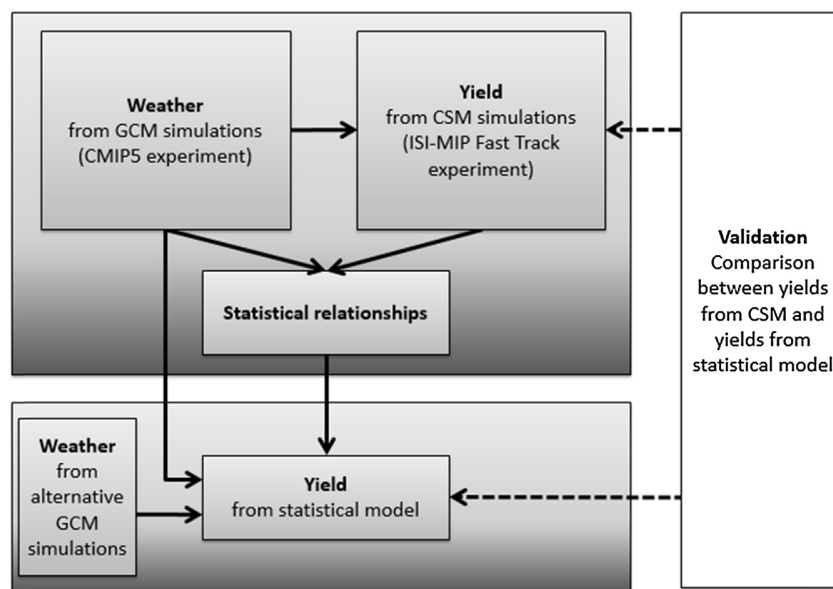 Weather
from GCM simulations
(CMIP5 experiment)
Yield
from CSM simulations
(ISI-MIP Fast Track
experiment)
Statistical relationships
Validation
Comparison
between yields
from CSM and
yields from
statistical model
Weather
from
alternative
GCM
simulations
Yield
from statistical model